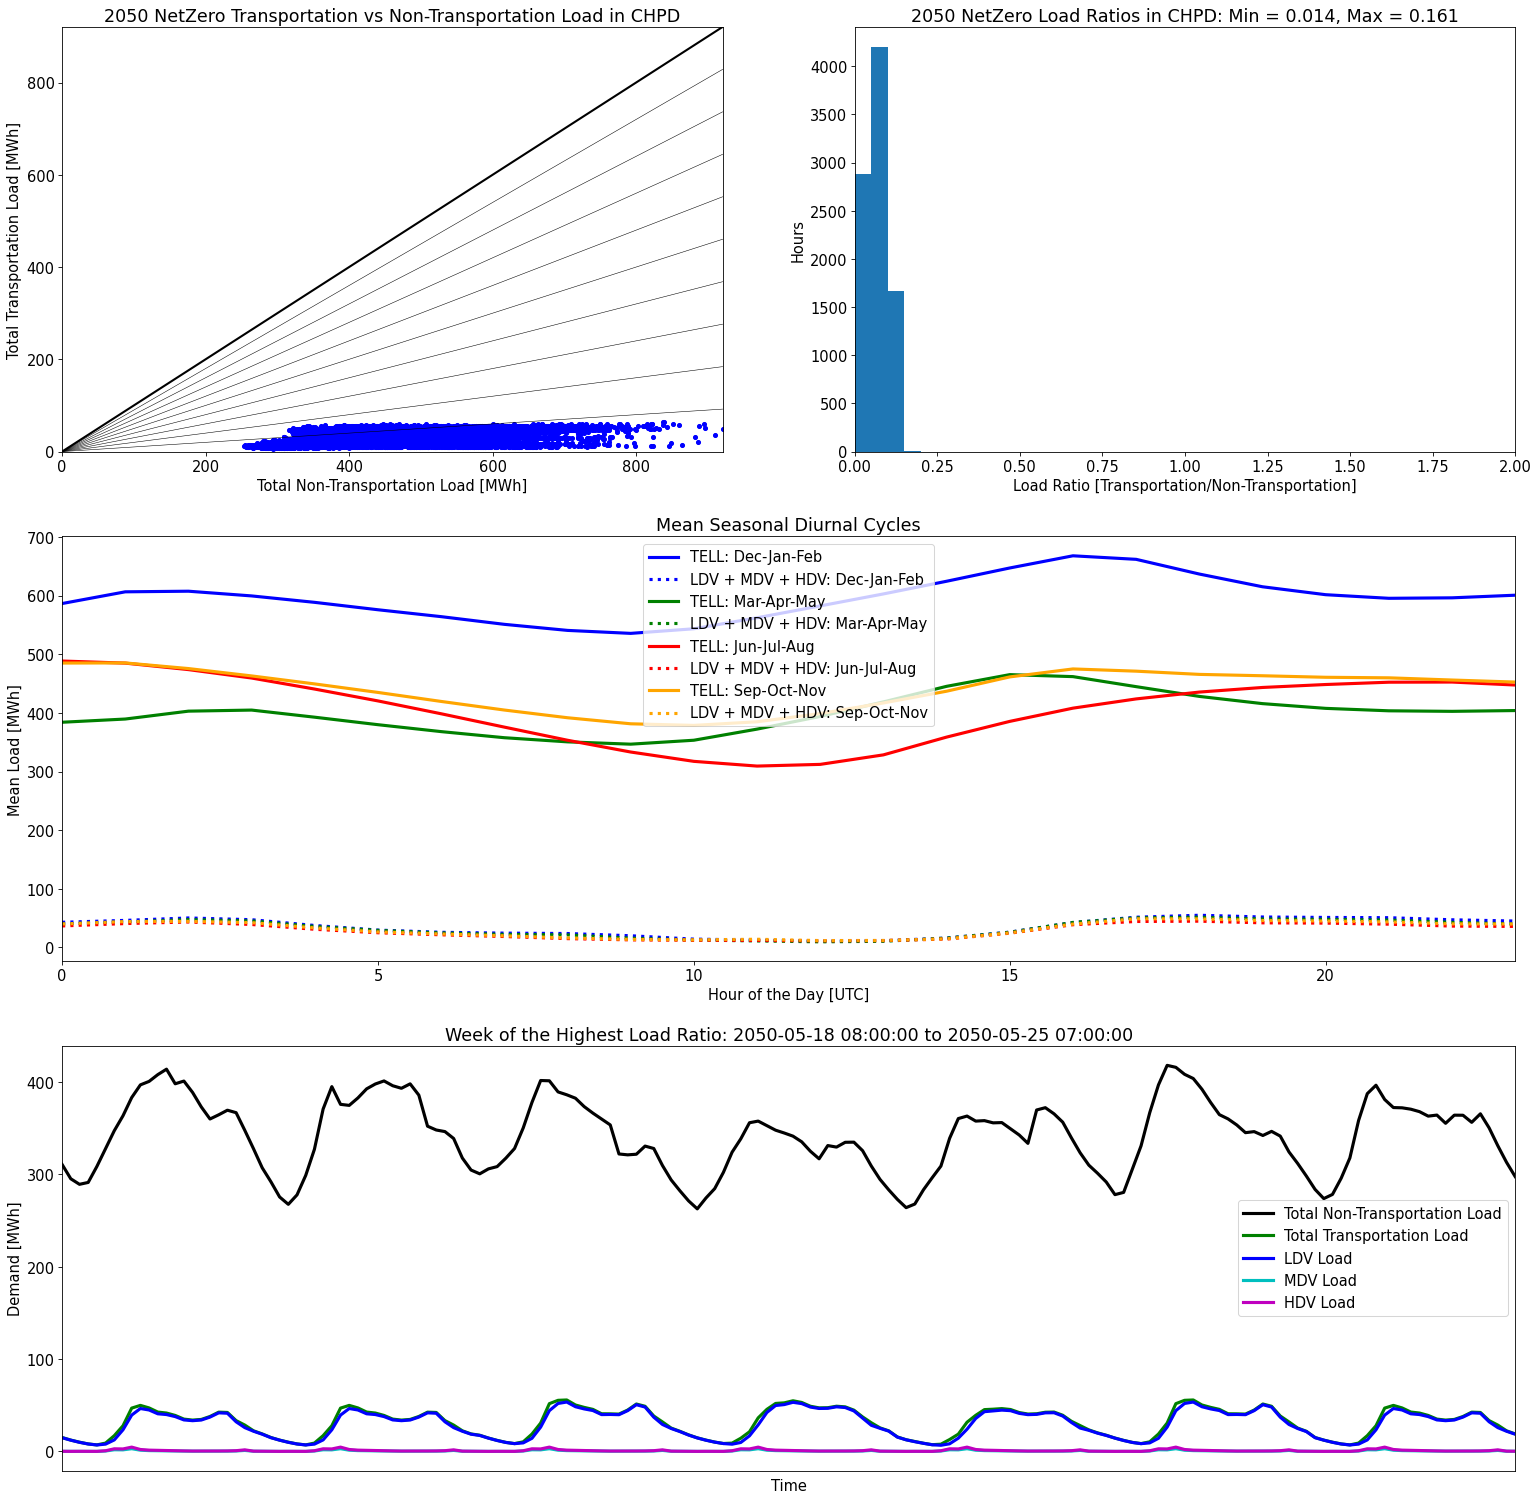 2050 NetZero Transportation vs Non-Transportation Load in CHPD
Total Transportation Load [MWh]
800
600
400
200
0
0 200 400 600 800
Total Non-Transportation Load [MWh]
2050 NetZero Load Ratios in CHPD: Min = 0.014, Max = 0.161
Hours
4000
3500
3000
2500
2000
1500
1000
500
0
0.00 0.25 0.50 0.75 1.00 1.25 1.50 1.75 2.00
Load Ratio [Transportation/Non-Transportation]
Mean Seasonal Diurnal Cycles
Mean Load [MWh]
700
600
500
400
300
200
100
0
TELL: Dec-Jan-Feb
LDV + MDV + HDV: Dec-Jan-Feb
TELL: Mar-Apr-May
LDV + MDV + HDV: Mar-Apr-May
TELL: Jun-Jul-Aug
LDV + MDV + HDV: Jun-Jul-Aug
TELL: Sep-Oct-Nov
LDV + MDV + HDV: Sep-Oct-Nov
0 5 10 15 20
Hour of the Day [UTC]
Week of the Highest Load Ratio: 2050-05-18 08:00:00 to 2050-05-25 07:00:00
Demand [MWh]
400
300
200
100
0
Total Non-Transportation Load
Total Transportation Load
LDV Load
MDV Load
HDV Load
Time